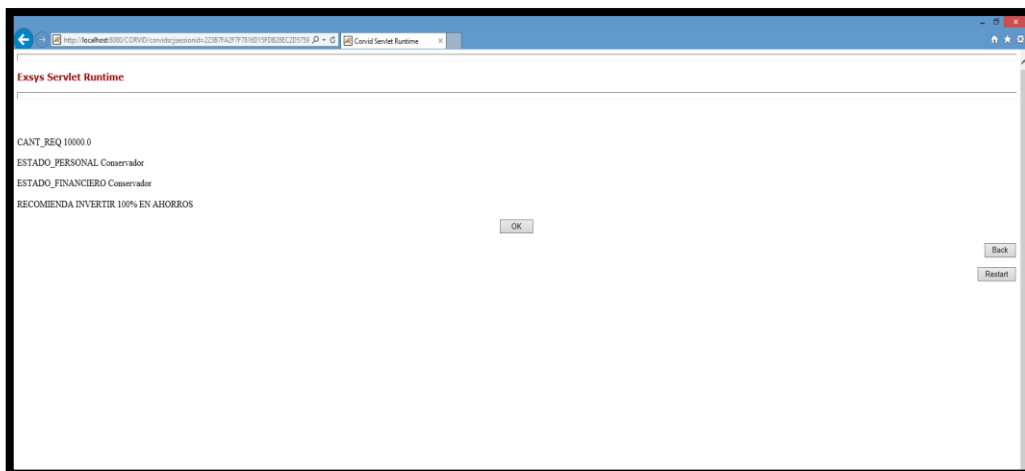 http://localhost:8080/CORVID/corvidsr;jsessionid=
Corvid Servlet Runtime
Exsys Servlet Runtime
CANT_REQ 10000.0
ESTADO_PERSONAL Conservador
ESTADO_FINANCIERO Conservador
RECOMIENDA INVERTIR 100% EN AHORROS
OK
Back
Restart